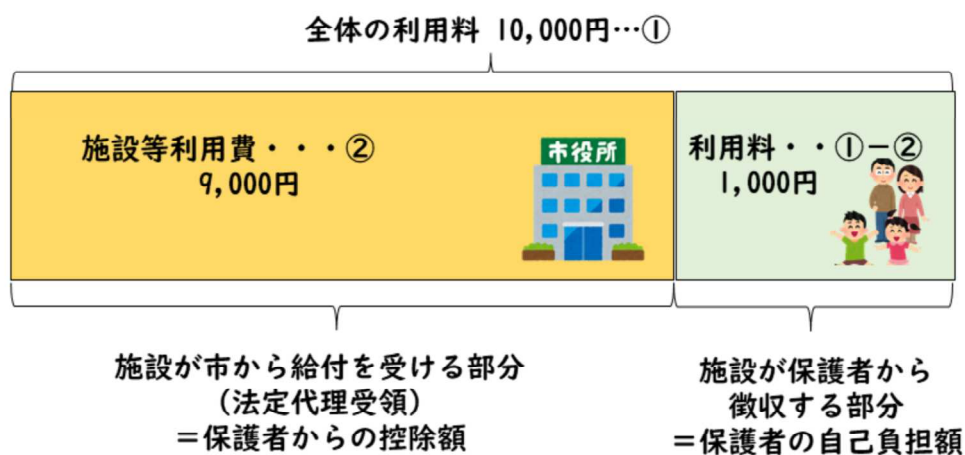 全体の利用料 10,000円…①
施設等利用費・・・②
9,000円
市役所
利用料・・①－②
1,000円
施設が市から給付を受ける部分
（法定代理受領）
＝保護者からの控除額
施設が保護者から
徴収する部分
＝保護者の自己負担額